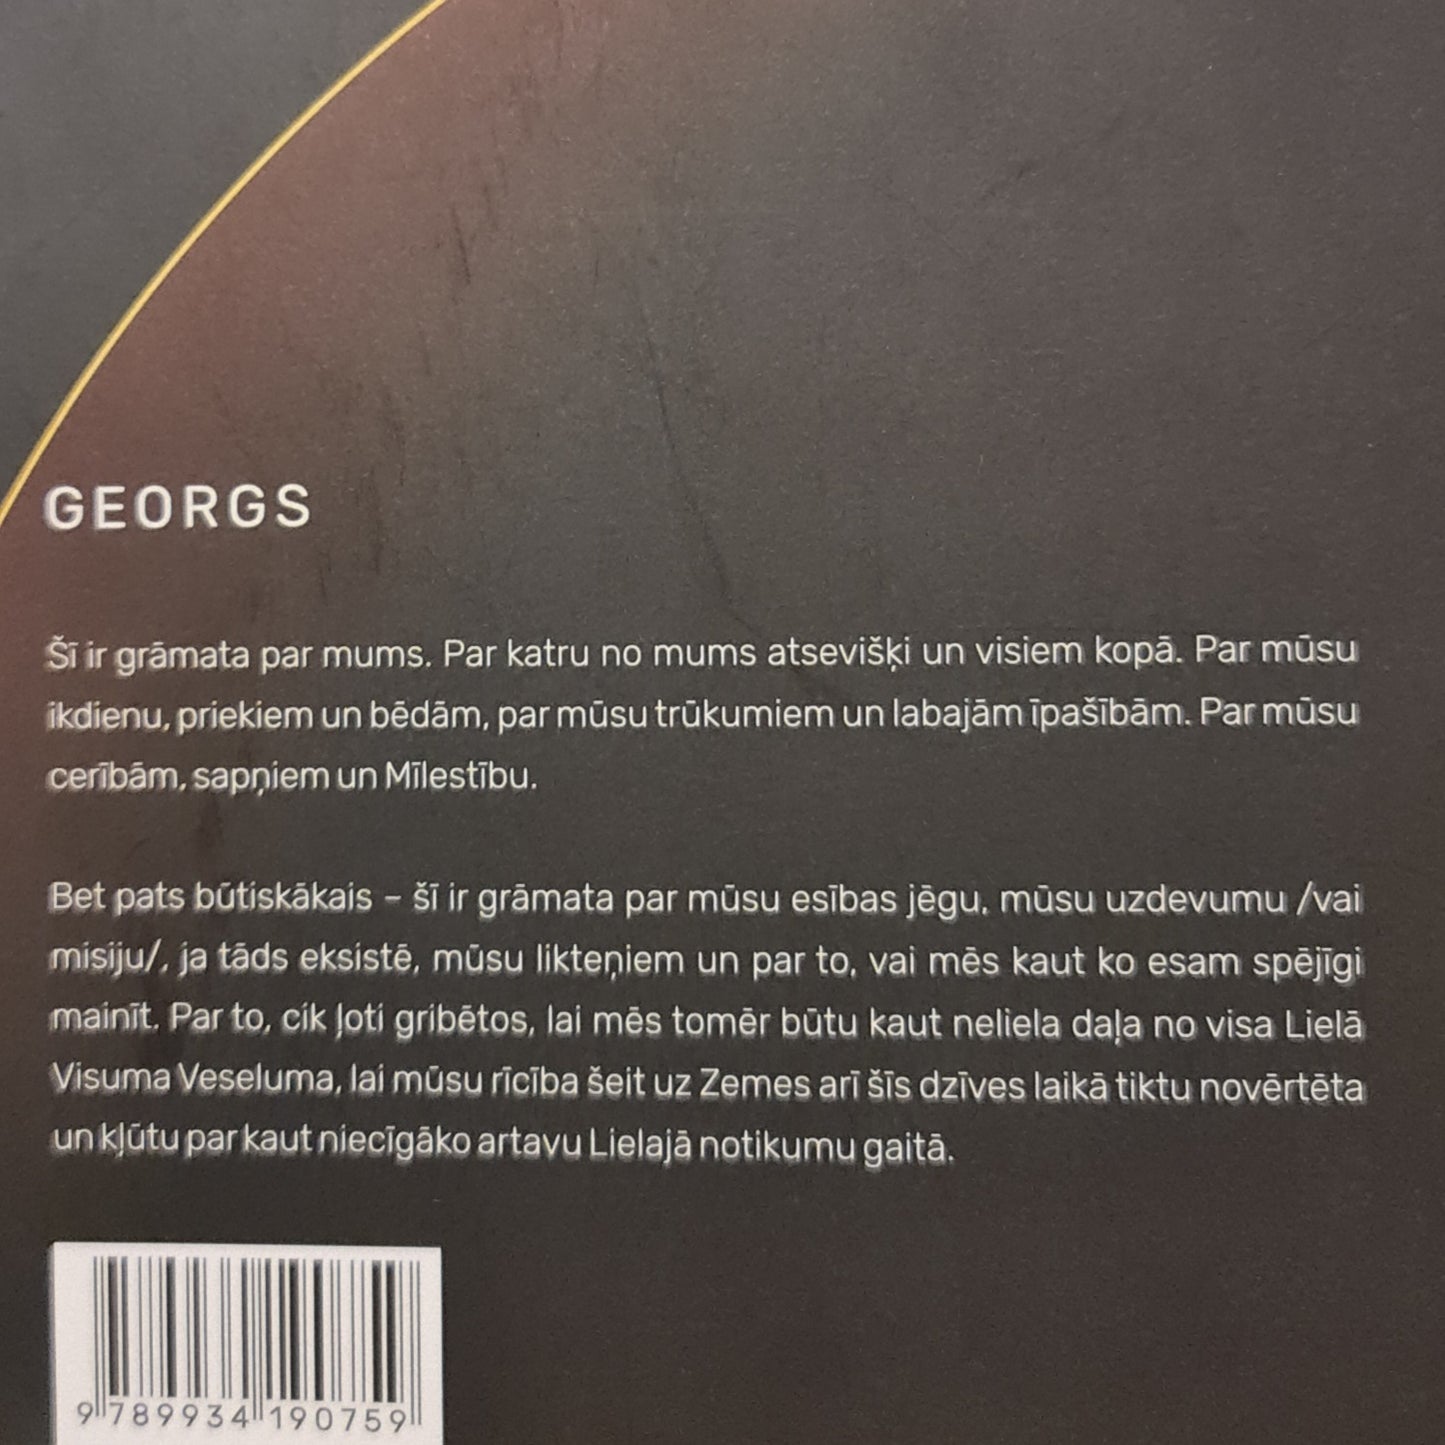 GEORGS
Šī ir grāmata par mums. Par katru no mums atsevišķi un visiem kopā. Par mūsu
ikdienu, priekiem un bēdām, par mūsu trūkumiem un labajām īpašībām. Par mūsu
cerībām, sapņiem un Mīlestību.
Bet pats būtiskākais – šī ir grāmata par mūsu esības jēgu, mūsu uzdevumu /vai
misiju/, ja tāds eksistē, mūsu likteņiem un par to, vai mēs kaut ko esam spējīgi
mainīt. Par to, cik ļoti gribētos, lai mēs tomēr būtu kaut neliela daļa no visa Lielā
Visuma Veseluma, lai mūsu rīcība šeit uz Zemes arī šīs dzīves laikā tiktu novērtēta
un kļūtu par kaut niecīgāko artavu Lielajā notikumu gaitā.
9 789934 190759